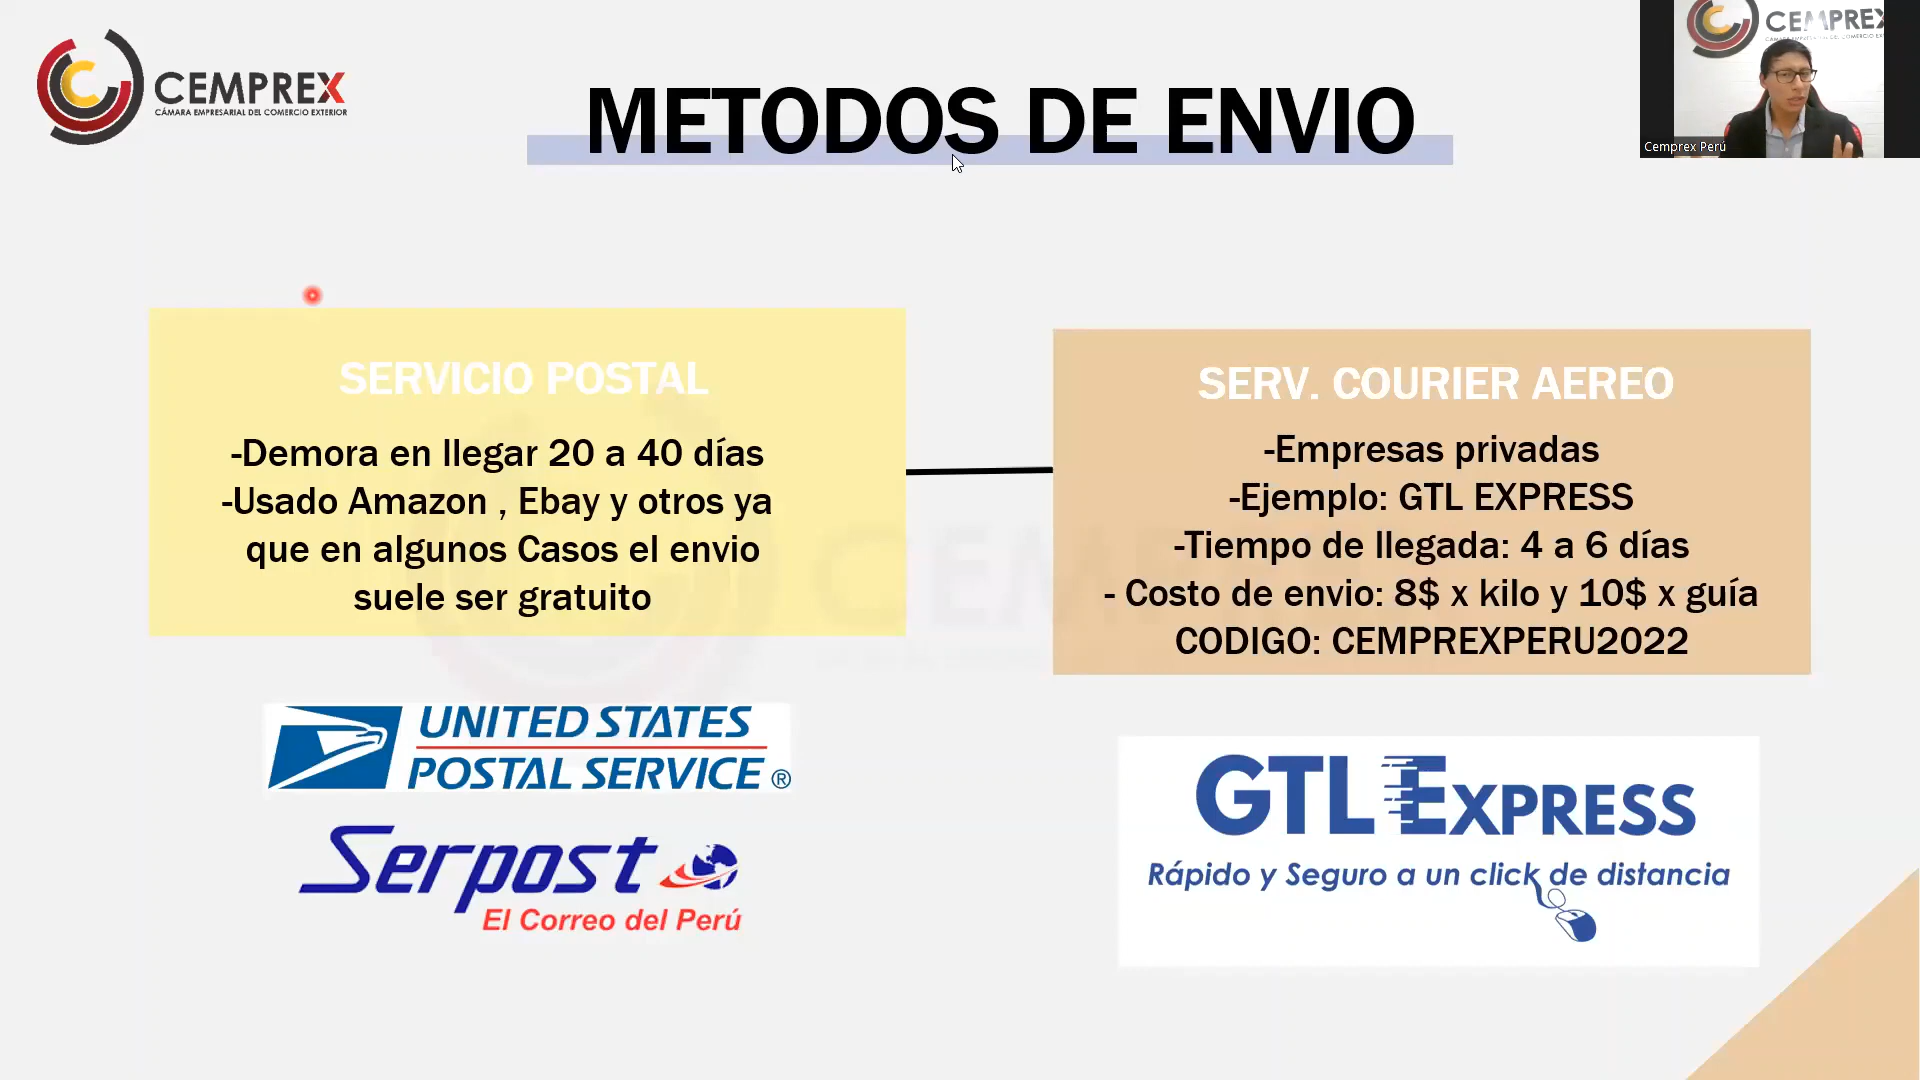 CEMPREX
CÁMARA EMPRESARIAL DEL COMERCIO EXTERIOR
METODOS DE ENVIO
CEMPREX
Cemprex Perú
SERVICIO POSTAL
-Demora en llegar 20 a 40 días
-Usado Amazon , Ebay y otros ya
que en algunos Casos el envio
suele ser gratuito
SERV. COURIER AEREO
-Empresas privadas
-Ejemplo: GTL EXPRESS
-Tiempo de llegada: 4 a 6 días
- Costo de envio: 8$ x kilo y 10$ x guía
CODIGO: CEMPREXPERU2022
UNITED STATES
POSTAL SERVICE®
Serpost
El Correo del Perú
GTL EXPRESS
Rápido y Seguro a un click de distancia